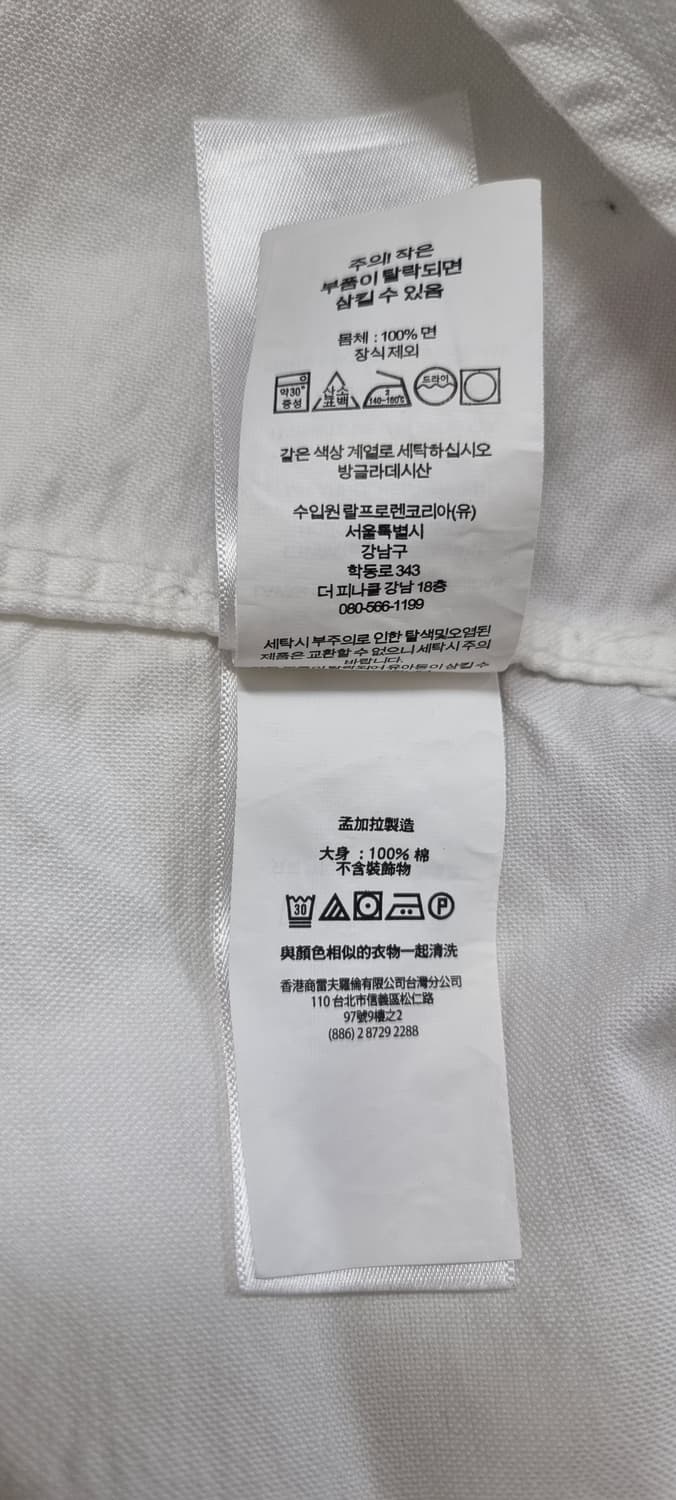 주의! 작은
부품이 탈락되면
삼킬 수 있음
몸체 : 100% 면
장식 제외
약30°
중성
산소
표백
2
140~160℃
드라이
같은 색상 계열로 세탁하십시오
방글라데시산
수입원 랄프로렌코리아(유)
서울특별시
강남구
학동로 343
더 피나클 강남 18층
080-566-1199
세탁시 부주의로 인한 탈색및오염된
제품은 교환할 수 없으니 세탁시 주의
바랍니다.
孟加拉製造
大身 : 100% 棉
不含裝飾物
30
P
與顏色相似的衣物一起清洗
香港商雷夫羅倫有限公司台灣分公司
110 台北市信義區松仁路
97號9樓之2
(886) 2 8729 2288